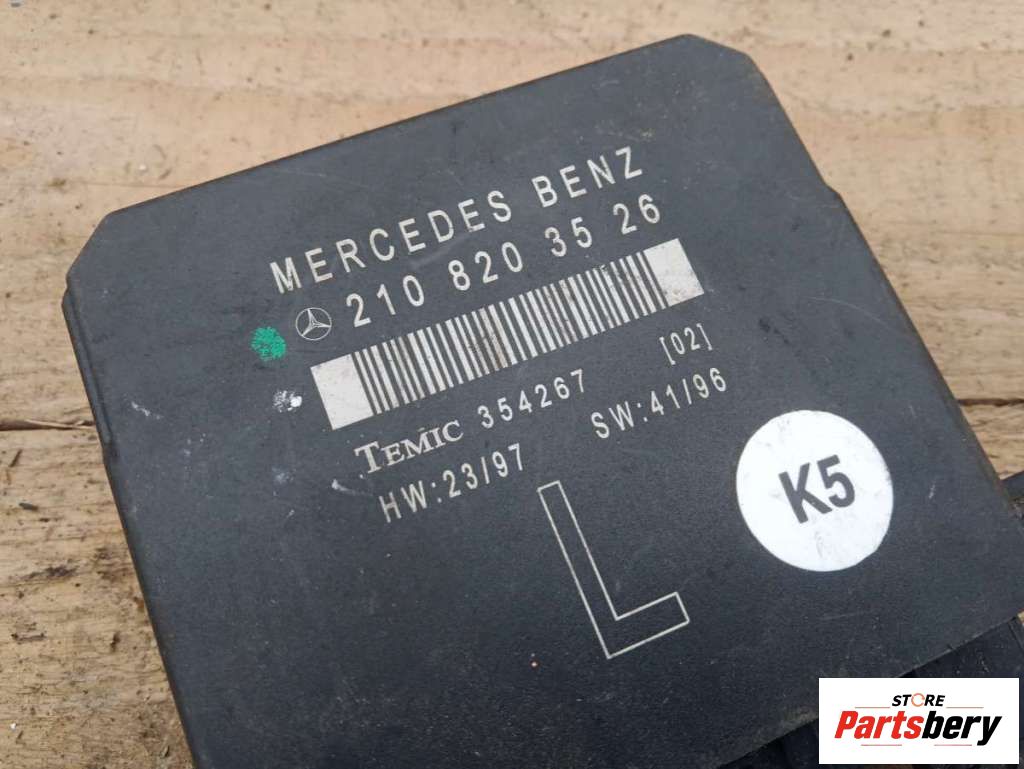 MERCEDES BENZ
210 820 35 26
[02]
TEMIC 354267
HW:23/97 SW:41/96
K5
L
STORE
Partsbery